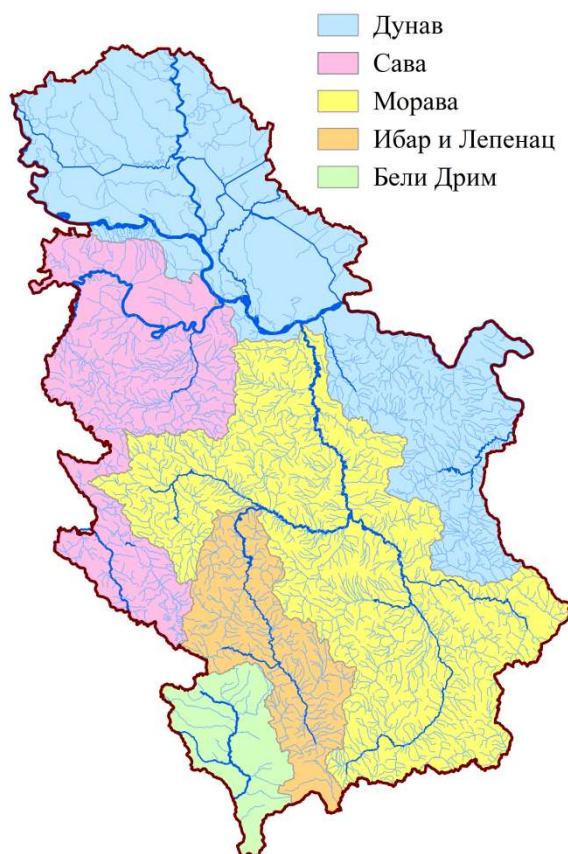 Дунав
Сава
Морава
Ибар и Лепенац
Бели Дрим